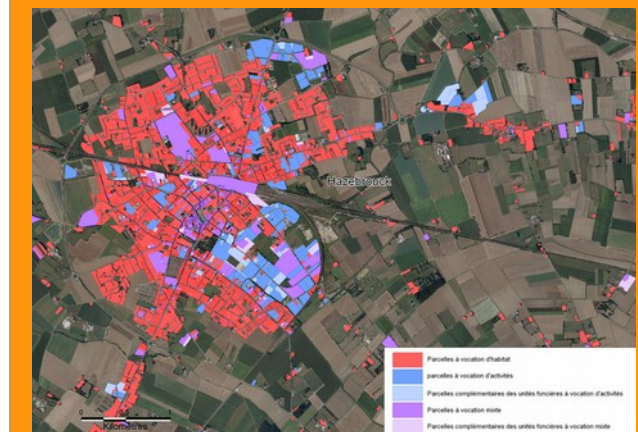 Hazebrouck
Parcelles à vocation d'habitat
parcelles à vocation d'activités
Parcelles complémentaires des unités foncières à vocation d'activités
Parcelles à vocation mixte
Parcelles complémentaires des unités foncières à vocation mixte
Kilomètres